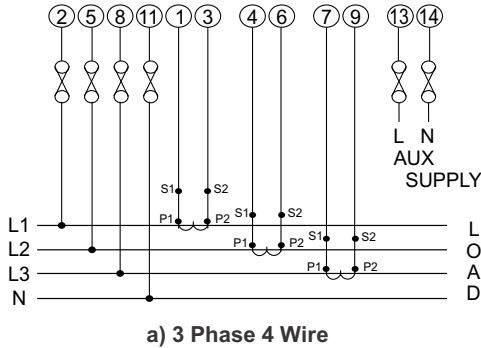 2 5 8 11 1 3 4 6 7 9 13 14
L N
AUX
SUPPLY
S1 S2
P1 P2
S1 S2
P1 P2
S1 S2
P1 P2
L1 L
L2 O
L3 A
N D
a) 3 Phase 4 Wire